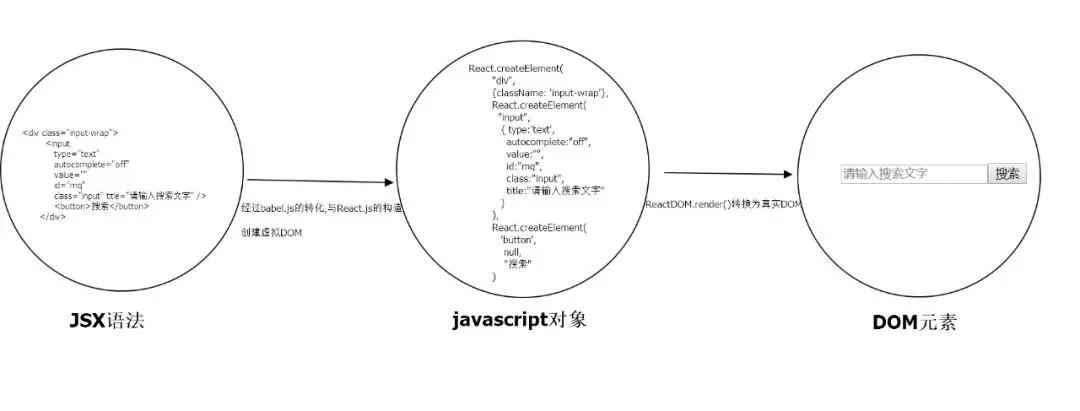 <div class="input-wrap">
<input
type="text"
autocomplete="off"
value=""
id="mq"
class="input" title="请输入搜索文字" />
<button>搜索</button>
</div>
经过babel.js的转化,与React.js的构造
创建虚拟DOM
JSX语法
React.createElement(
"div",
{className: 'input-wrap'},
React.createElement(
"input",
{ type:'text',
autocomplete:"off",
value:"",
id:"mq",
class:"input",
title:"请输入搜索文字"
}
},
React.createElement(
'button',
null,
"搜索"
)
javascript对象
ReactDOM.render()转换为真实DOM
请输入搜索文字 搜索
DOM元素